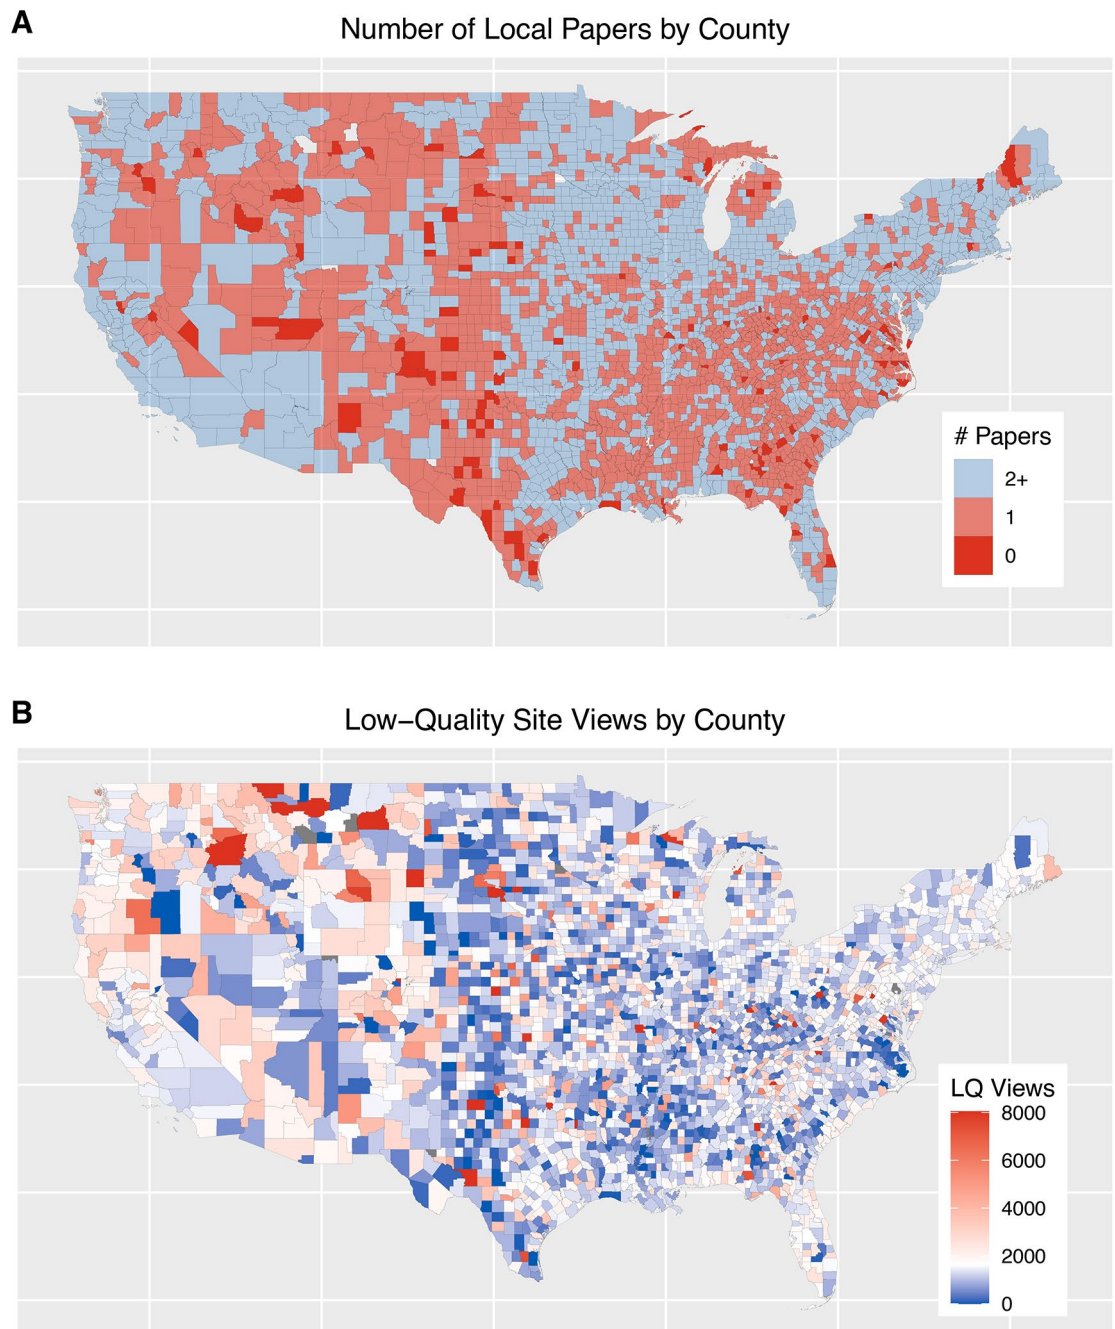 A
Number of Local Papers by County
# Papers
2+
1
0
B
Low−Quality Site Views by County
LQ Views
8000
6000
4000
2000
0